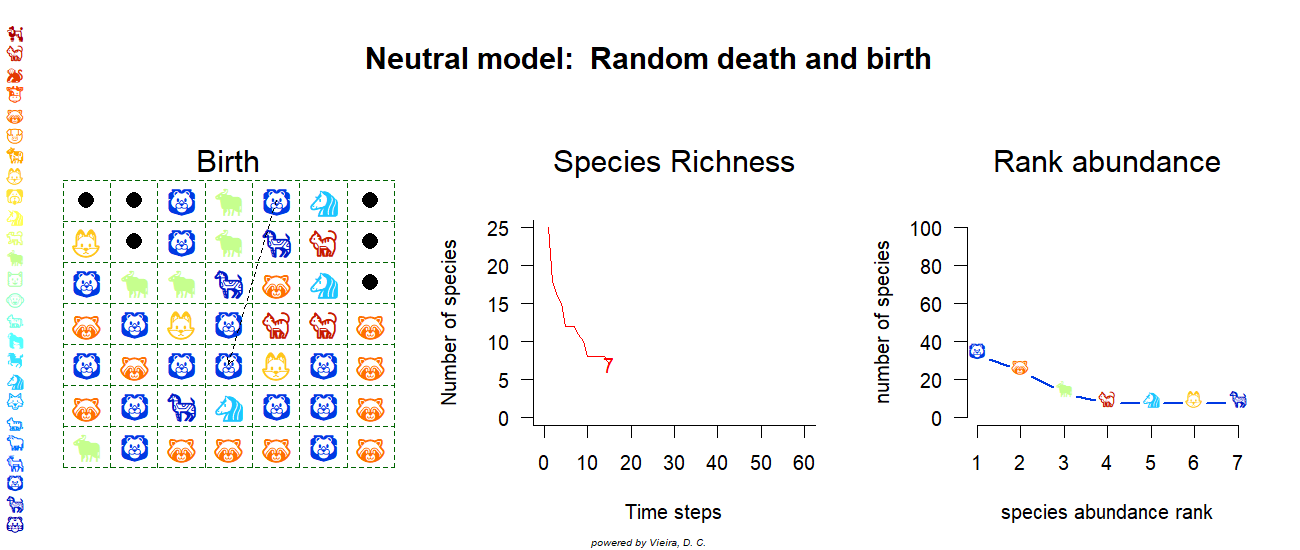 Neutral model:  Random death and birth
Birth
Species Richness
Rank abundance
Number of species
25
20
15
10
5
0
7
0 10 20 30 40 50 60
Time steps
number of species
100
80
60
40
20
0
1 2 3 4 5 6 7
species abundance rank
powered by Vieira, D. C.